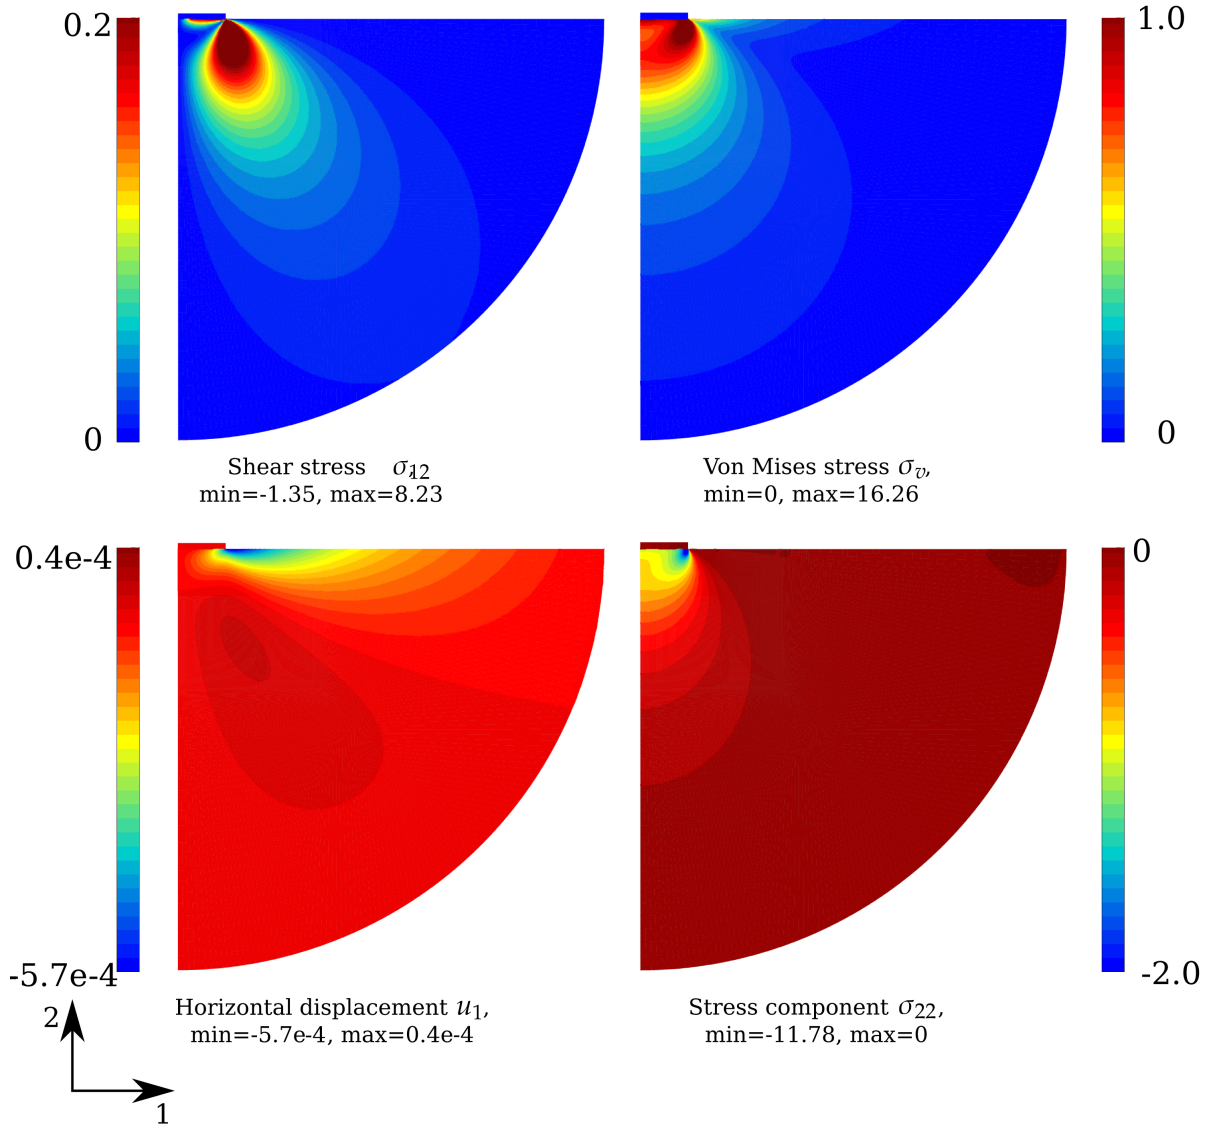 0.2
0
1.0
0
Shear stress σ,12
min=-1.35, max=8.23
Von Mises stress σv,
min=0, max=16.26
0.4e-4
-5.7e-4
0
-2.0
Horizontal displacement u1,
min=-5.7e-4, max=0.4e-4
Stress component σ22,
min=-11.78, max=0
2
1